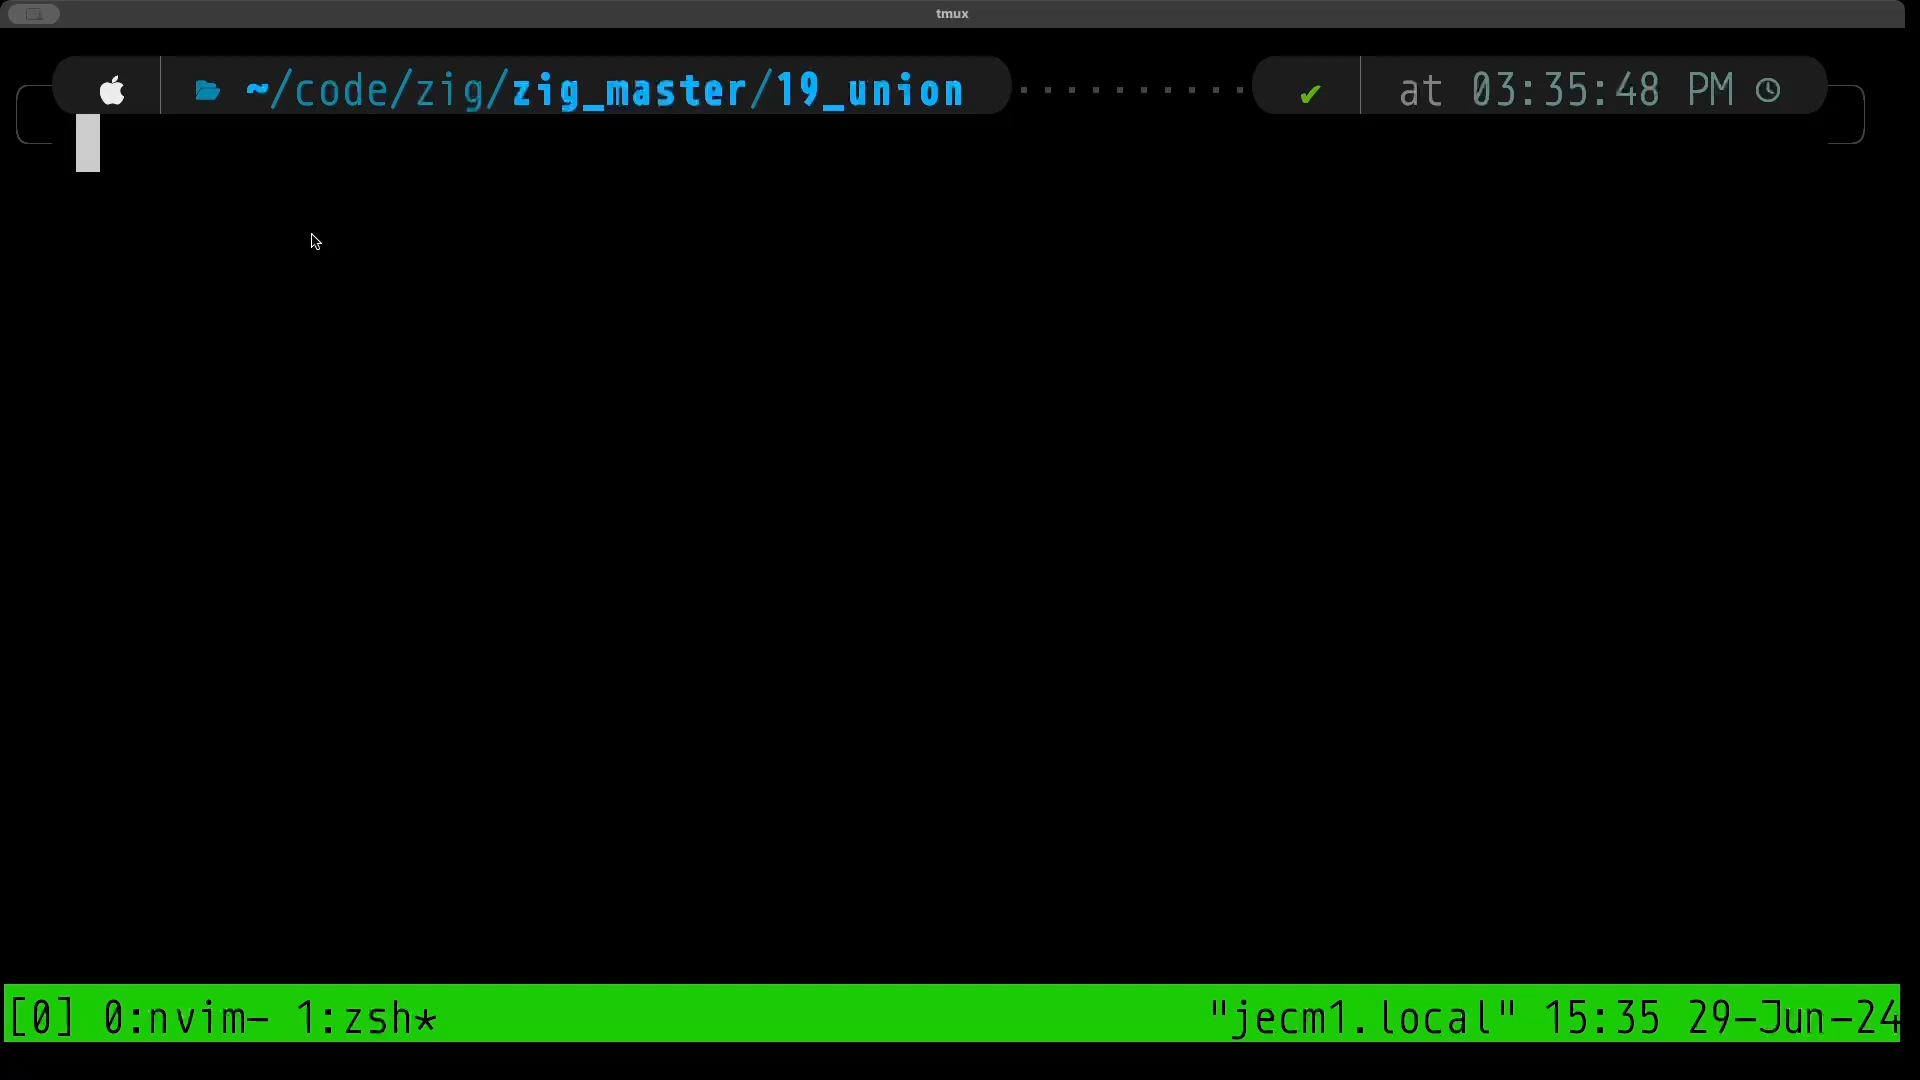 tmux
~/code/zig/zig_master/19_union ✔ at 03:35:48 PM
[0] 0:nvim- 1:zsh* "jecm1.local" 15:35 29-Jun-24